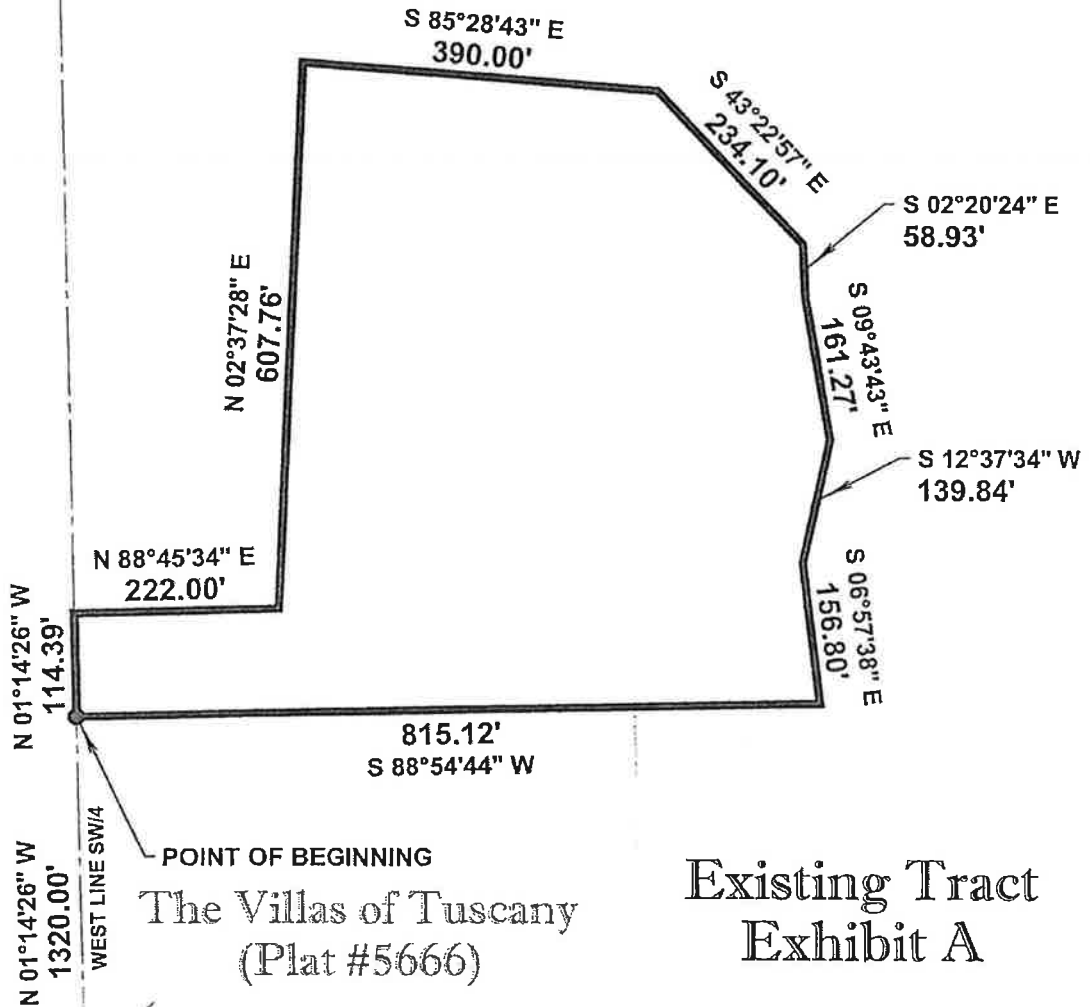 S 85°28'43" E
390.00'
S 43°22'57" E
234.10'
S 02°20'24" E
58.93'
N 02°37'28" E
607.76'
S 09°43'43" E
161.27'
S 12°37'34" W
139.84'
N 88°45'34" E
222.00'
S 06°57'38" E
156.80'
N 01°14'26" W
114.39'
815.12'
S 88°54'44" W
POINT OF BEGINNING
N 01°14'26" W
1320.00'
WEST LINE SW/4
The Villas of Tuscany
(Plat #5666)
Existing Tract
Exhibit A